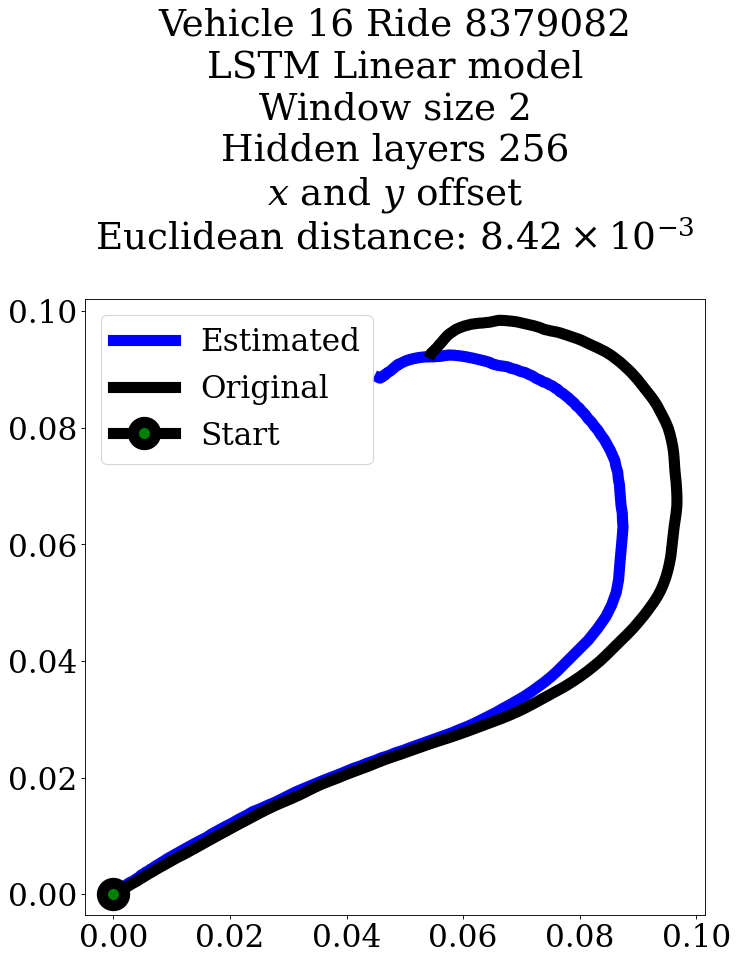 Vehicle 16 Ride 8379082
LSTM Linear model
Window size 2
Hidden layers 256
x and y offset
Euclidean distance: 8.42 × 10⁻³
0.10
0.08
0.06
0.04
0.02
0.00
Estimated
Original
Start
0.00 0.02 0.04 0.06 0.08 0.10